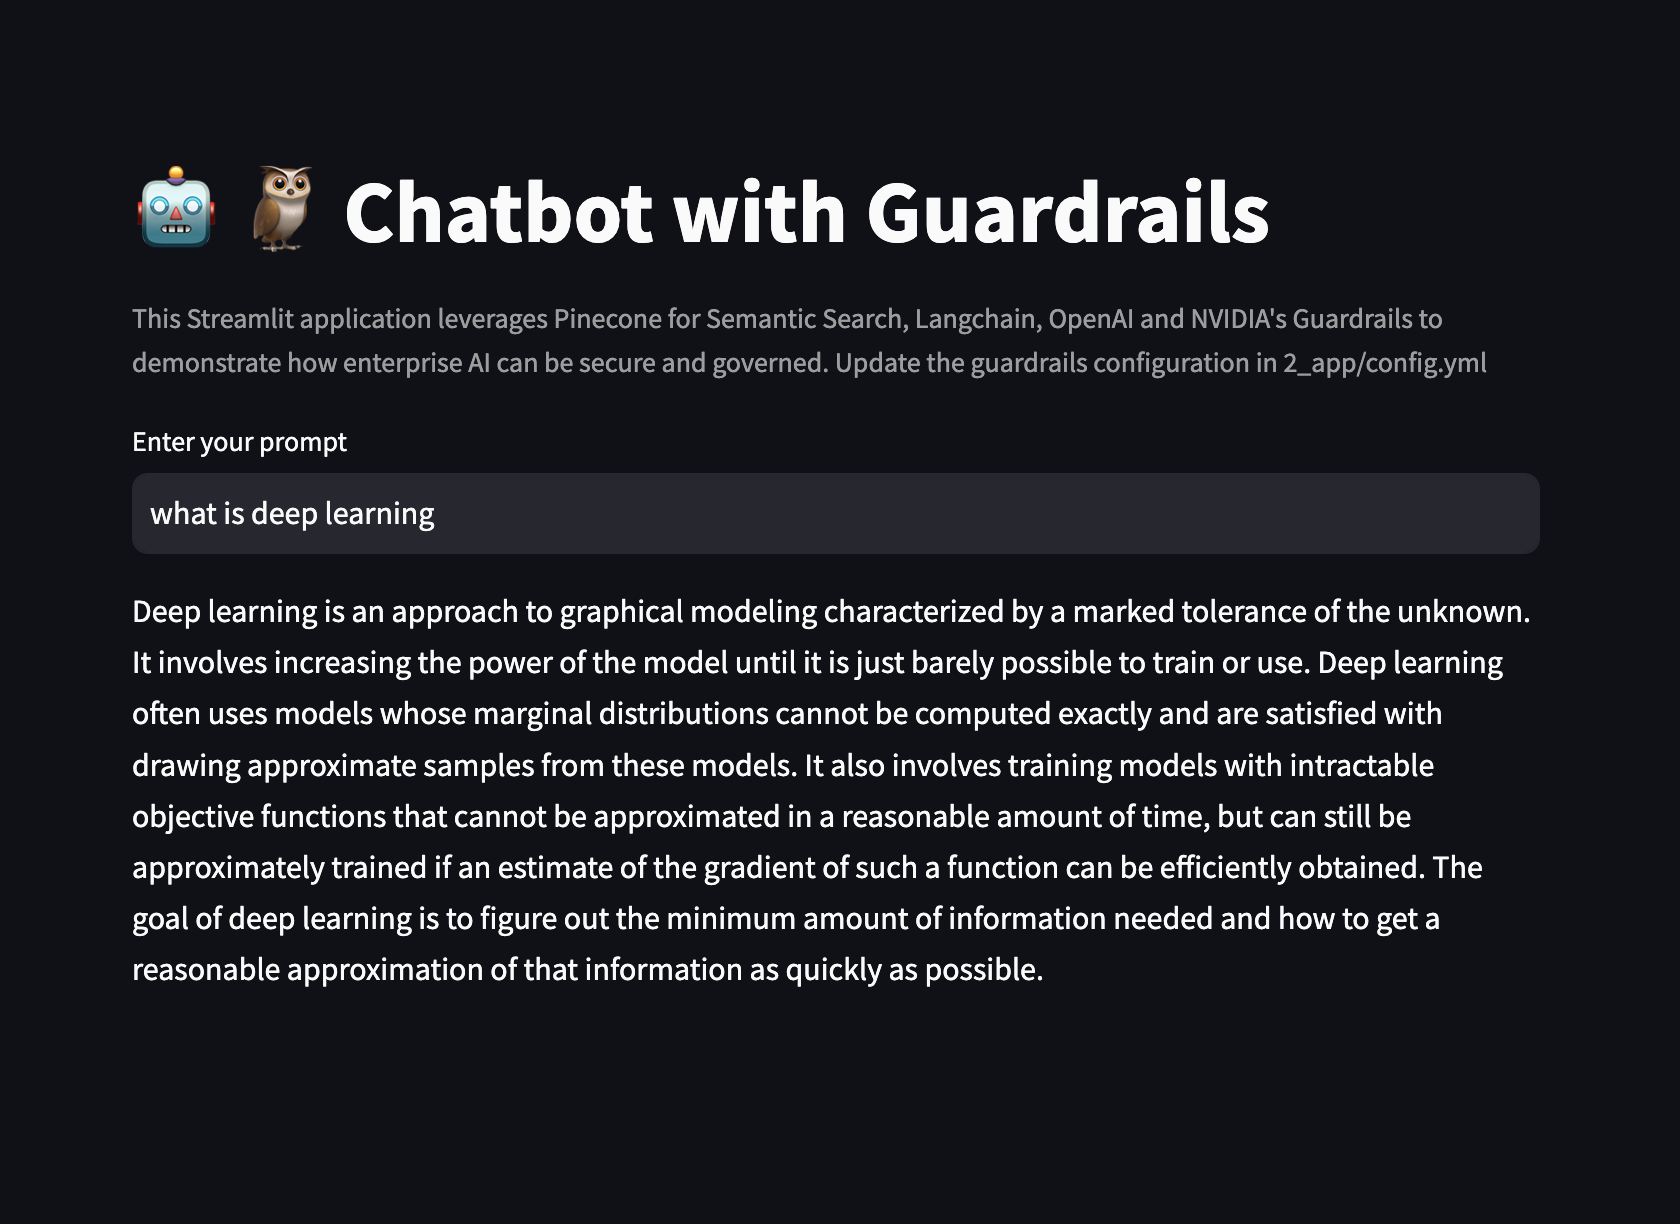 Chatbot with Guardrails
This Streamlit application leverages Pinecone for Semantic Search, Langchain, OpenAI and NVIDIA's Guardrails to
demonstrate how enterprise AI can be secure and governed. Update the guardrails configuration in 2_app/config.yml
Enter your prompt
what is deep learning
Deep learning is an approach to graphical modeling characterized by a marked tolerance of the unknown.
It involves increasing the power of the model until it is just barely possible to train or use. Deep learning
often uses models whose marginal distributions cannot be computed exactly and are satisfied with
drawing approximate samples from these models. It also involves training models with intractable
objective functions that cannot be approximated in a reasonable amount of time, but can still be
approximately trained if an estimate of the gradient of such a function can be efficiently obtained. The
goal of deep learning is to figure out the minimum amount of information needed and how to get a
reasonable approximation of that information as quickly as possible.